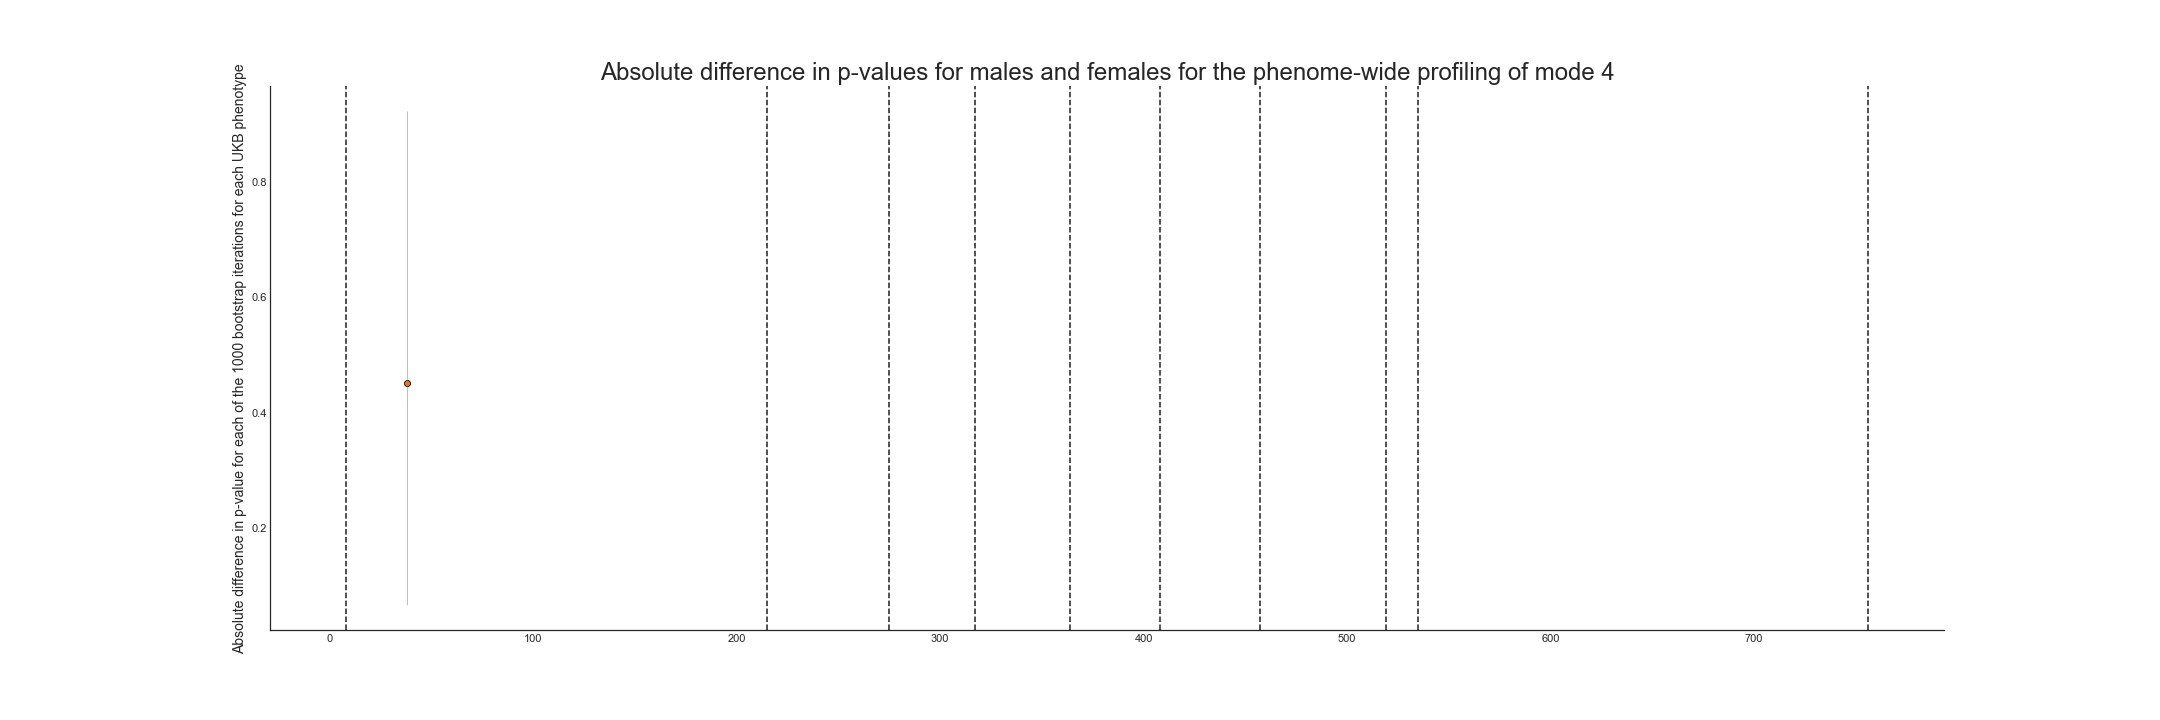 Absolute difference in p-values for males and females for the phenome-wide profiling of mode 4
Absolute difference in p-value for each of the 1000 bootstrap iterations for each UKB phenotype
0.8
0.6
0.4
0.2
0 100 200 300 400 500 600 700